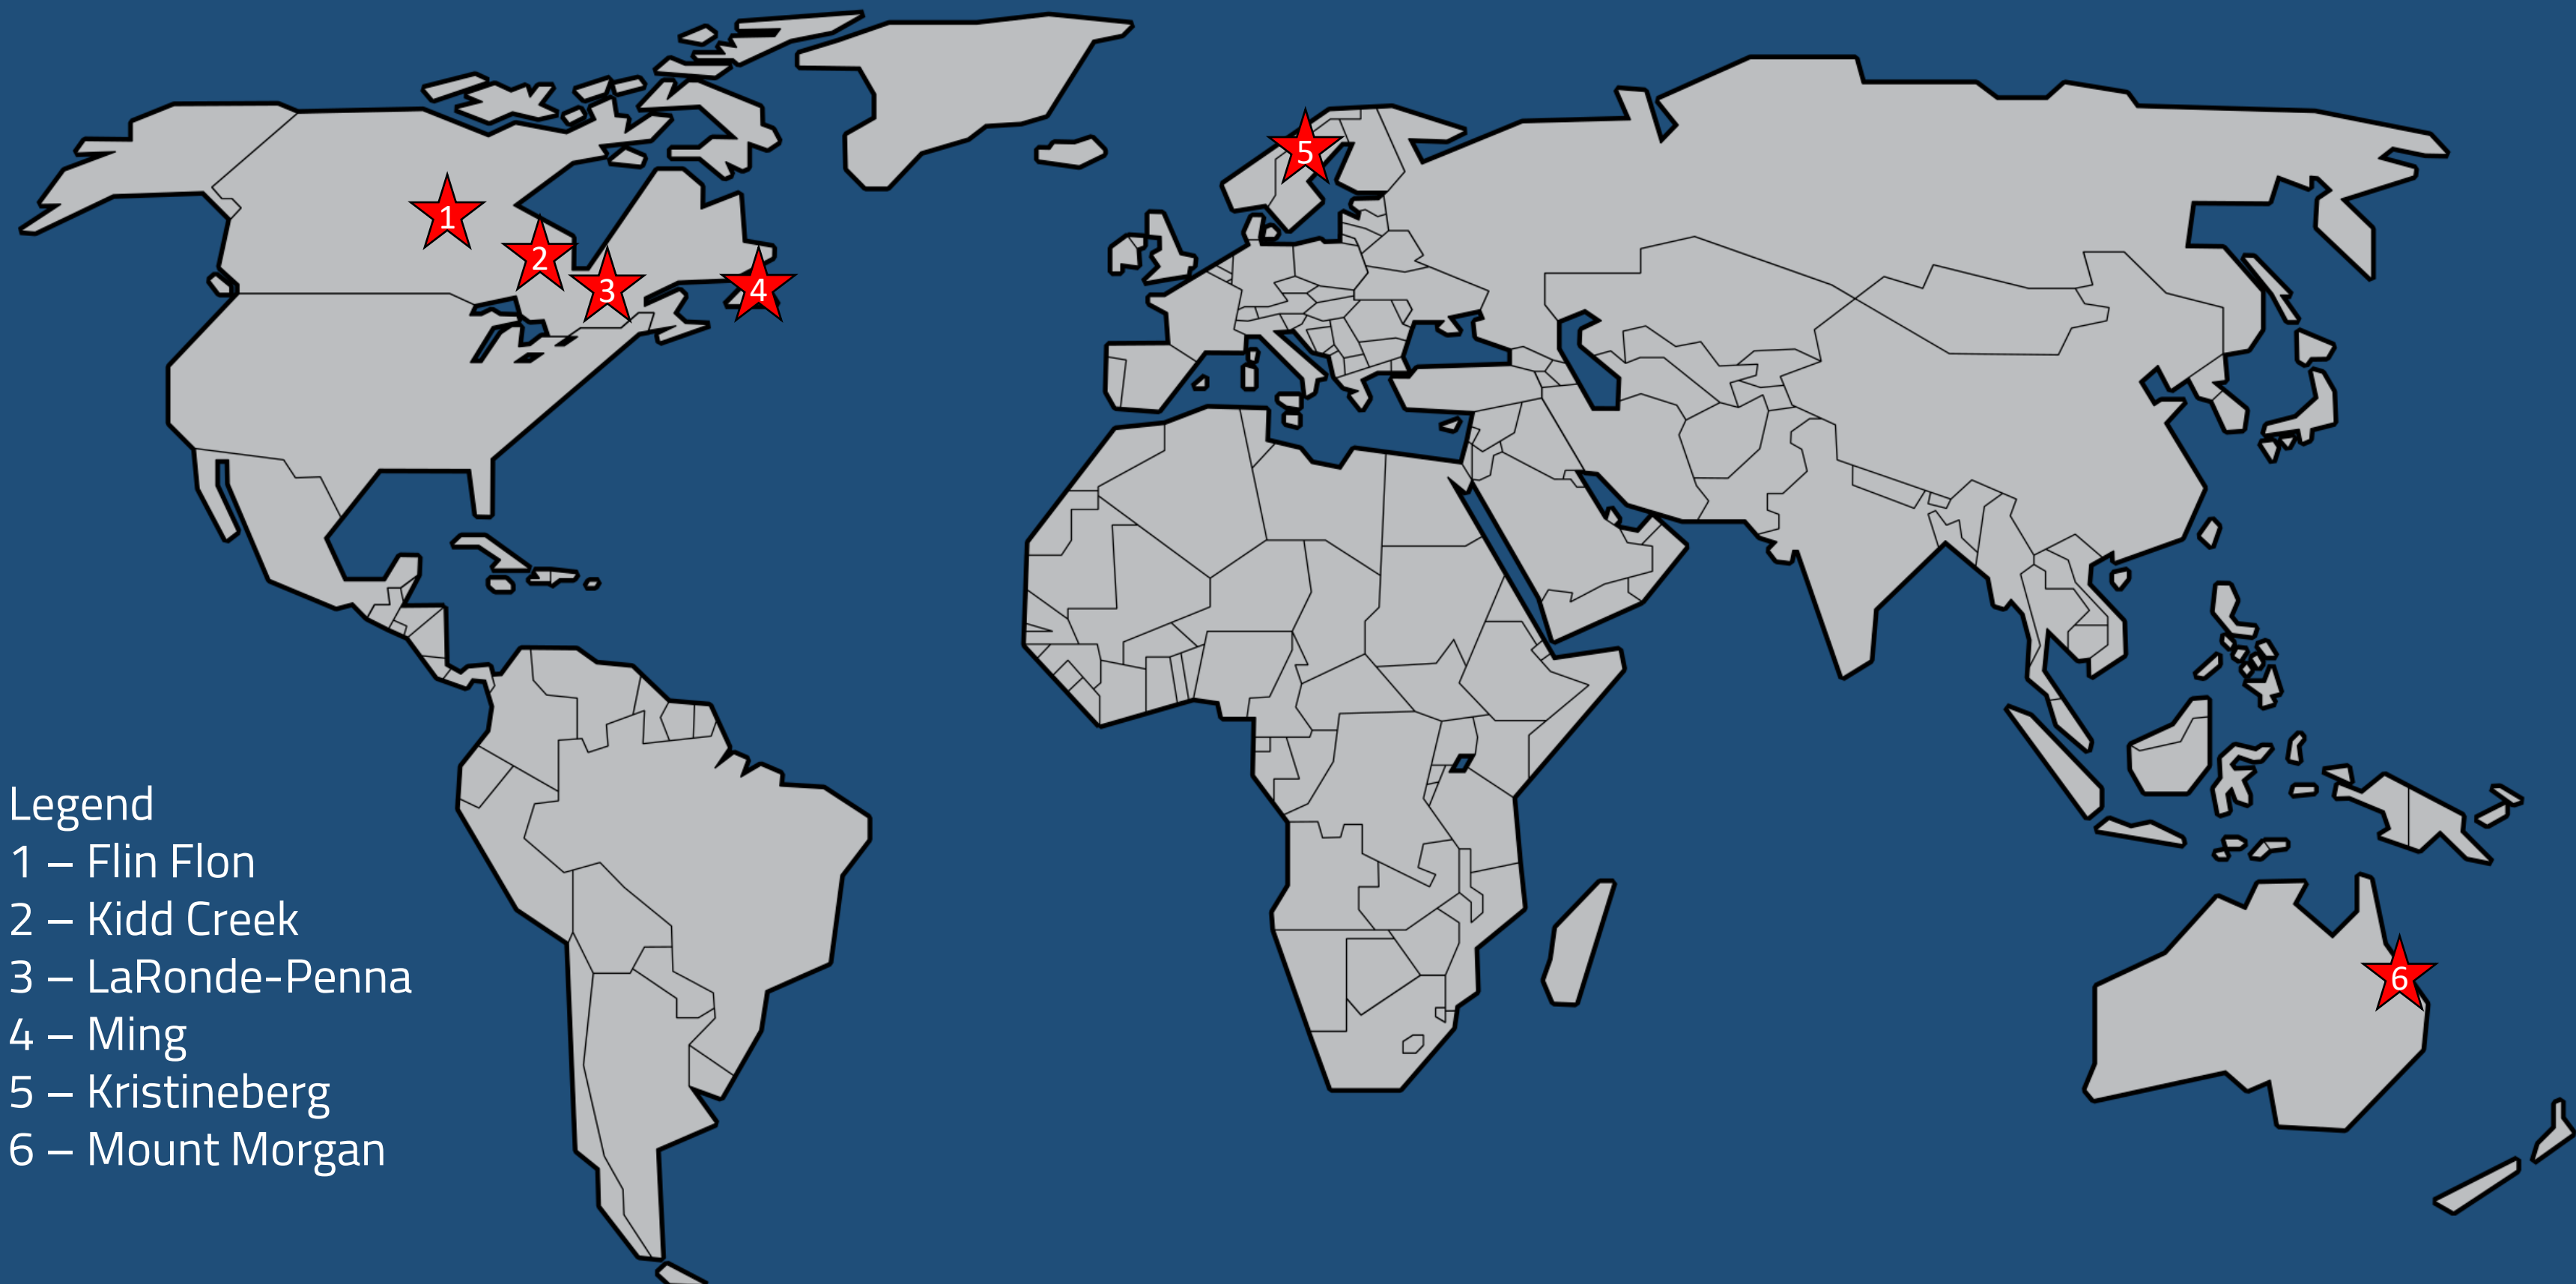 1
2
3
4
5
6
Legend
1 – Flin Flon
2 – Kidd Creek
3 – LaRonde-Penna
4 – Ming
5 – Kristineberg
6 – Mount Morgan